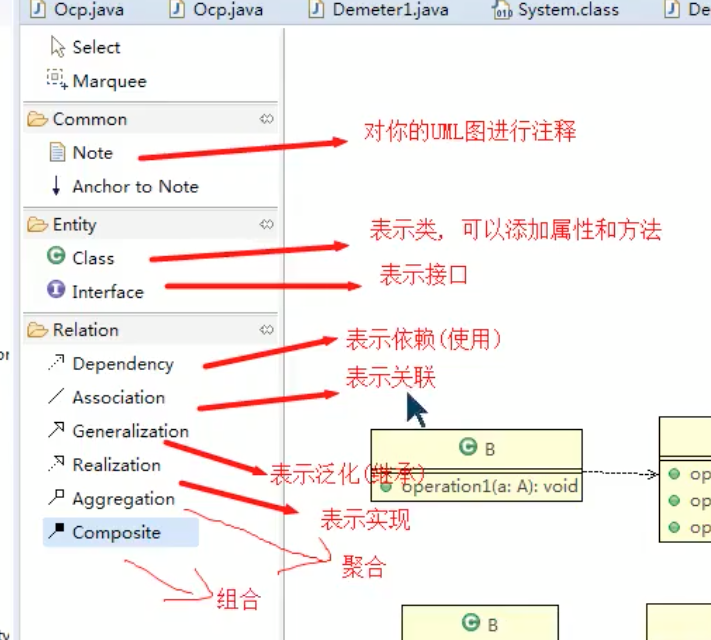 Ocp.java
Ocp.java
Demeter1.java
System.class
De
Select
Marquee
Common
Note
对你的UML图进行注释
Anchor to Note
Entity
表示类, 可以添加属性和方法
Class
表示接口
Interface
Relation
表示依赖(使用)
Dependency
表示关联
Association
Generalization
B
表示泛化(继承)
Realization
operation1(a: A): void
op
op
op
Aggregation
表示实现
Composite
聚合
组合
B